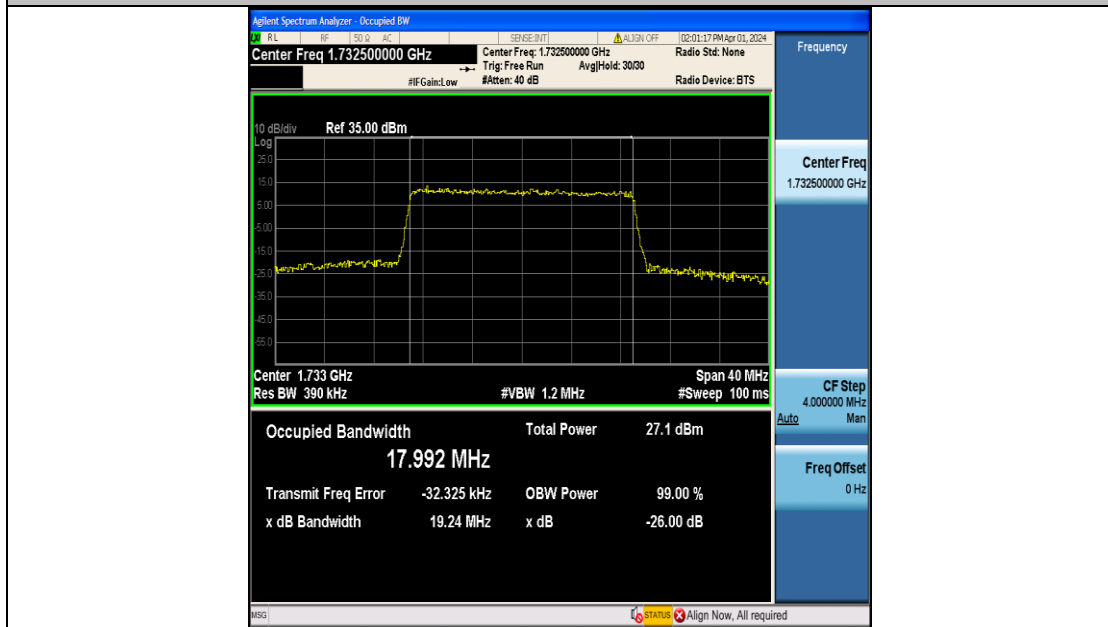 Agilent Spectrum Analyzer - Occupied BW
LXI RL RF 50 Ω AC SENSE:INT ALIGN OFF 02:01:17 PM Apr 01, 2024
Center Freq 1.732500000 GHz
Center Freq: 1.732500000 GHz
Radio Std: None
Trig: Free Run Avg|Hold: 30/30
#IFGain:Low
#Atten: 40 dB
Radio Device: BTS
10 dB/div Ref 35.00 dBm
Log
25.0
15.0
5.00
-5.00
-15.0
-25.0
-35.0
-45.0
-55.0
Center 1.733 GHz Span 40 MHz
Res BW 390 kHz #VBW 1.2 MHz #Sweep 100 ms
Occupied Bandwidth Total Power 27.1 dBm
17.992 MHz
Transmit Freq Error -32.325 kHz OBW Power 99.00 %
x dB Bandwidth 19.24 MHz x dB -26.00 dB
Frequency
Center Freq
1.732500000 GHz
CF Step
4.000000 MHz
Auto Man
Freq Offset
0 Hz
MSG STATUS Align Now, All required